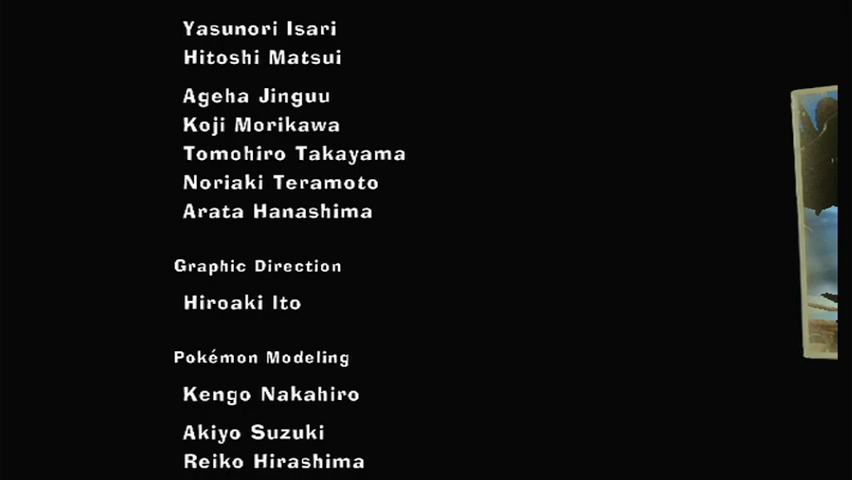 Yasunori Isari
Hitoshi Matsui
Ageha Jinguu
Koji Morikawa
Tomohiro Takayama
Noriaki Teramoto
Arata Hanashima
Graphic Direction
Hiroaki Ito
Pokémon Modeling
Kengo Nakahiro
Akiyo Suzuki
Reiko Hirashima